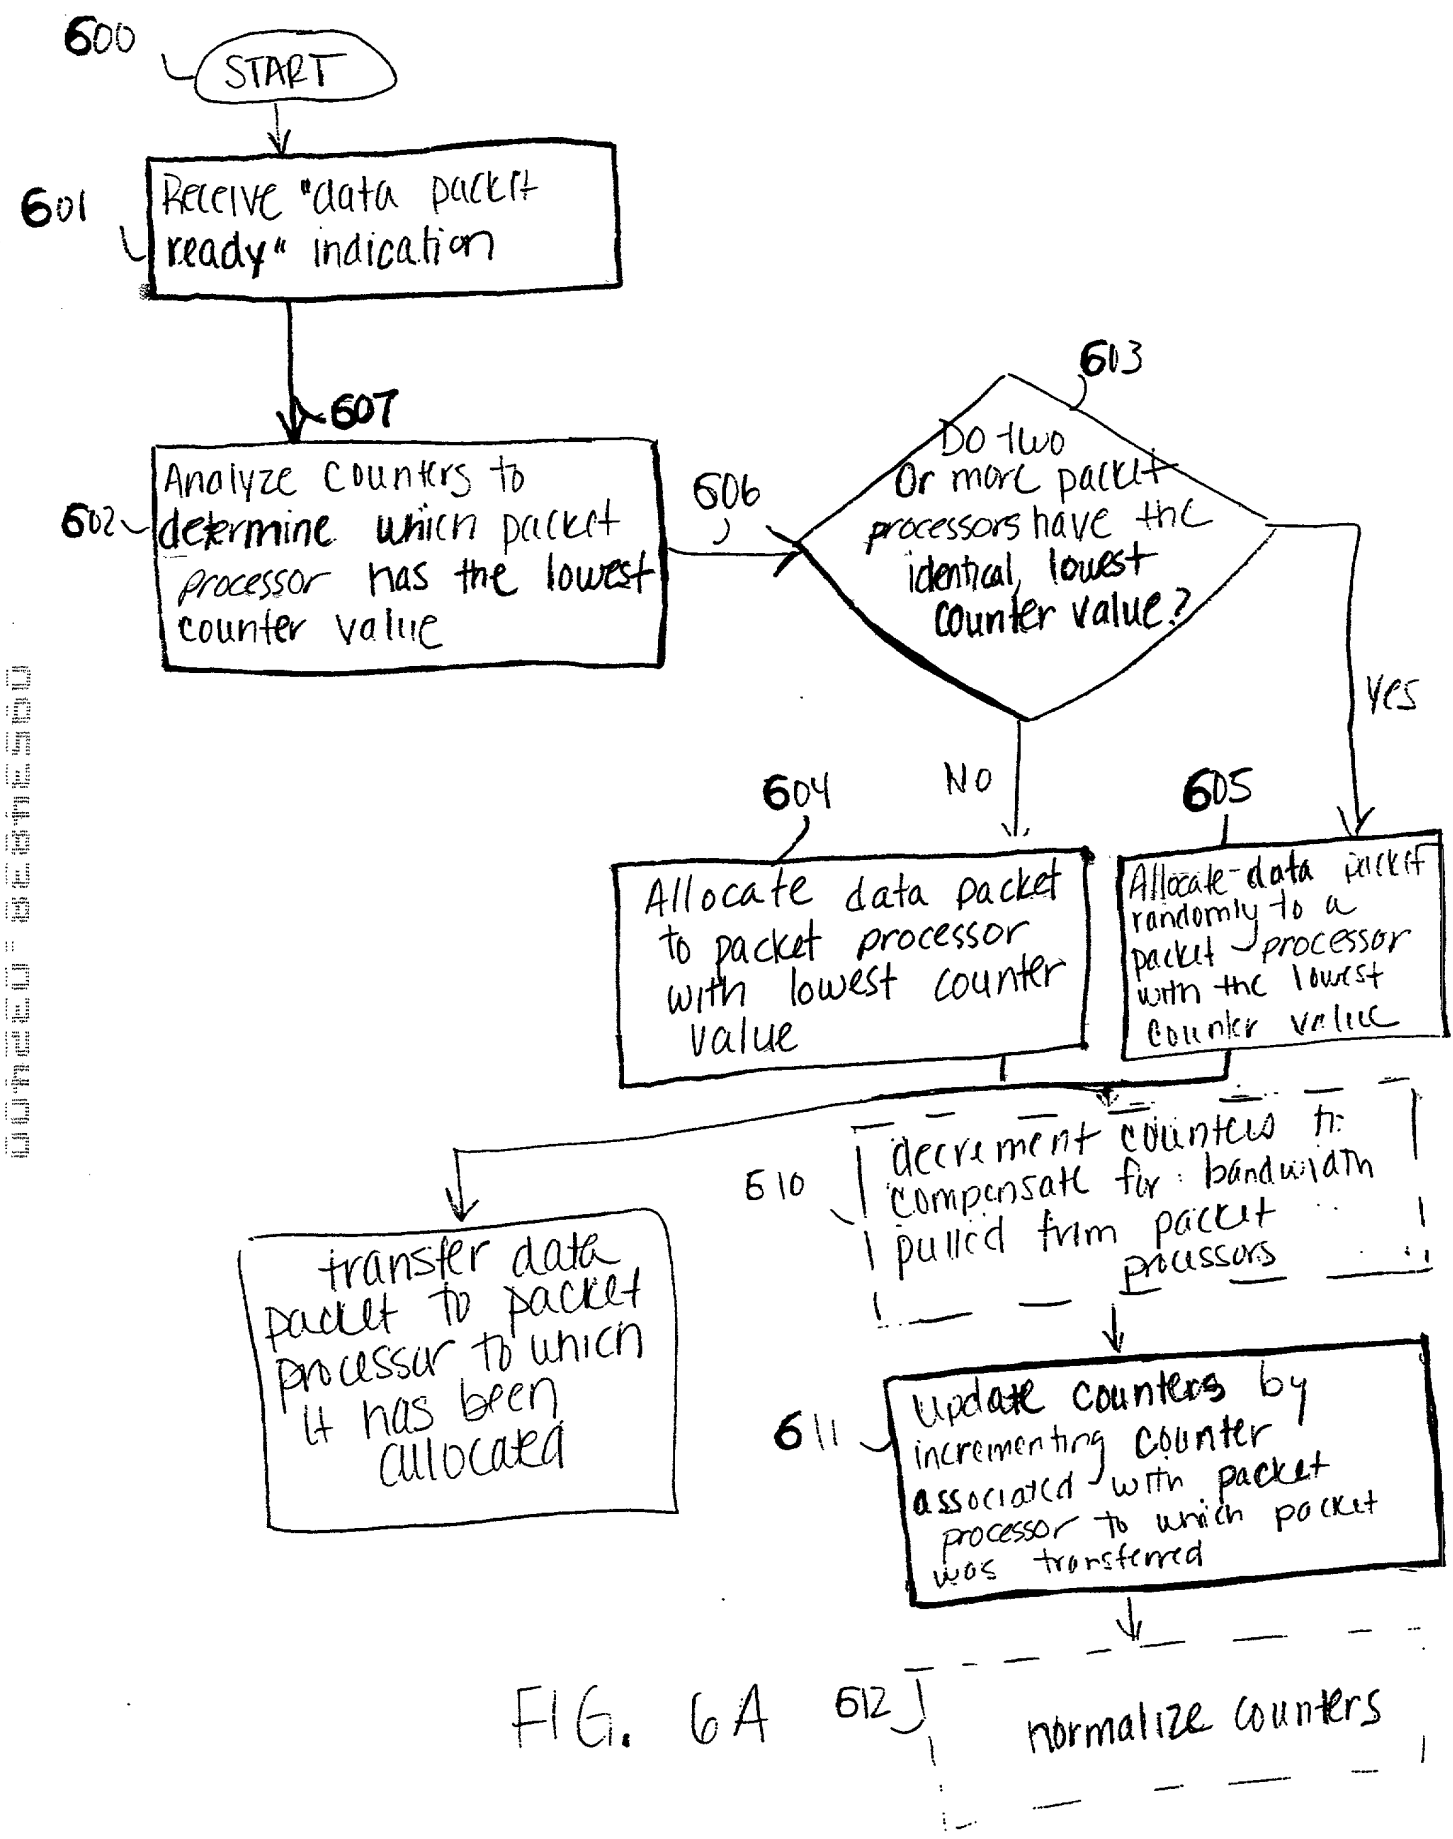 600
START
601
Receive "data packet
ready" indication
607
602
Analyze counters to
determine which packet
processor has the lowest
counter value
606
603
Do two
Or more packet
processors have the
identical, lowest
counter value?
Yes
No
604
Allocate data packet
to packet processor
with lowest counter
value
605
Allocate data packet
randomly to a
packet processor
with the lowest
counter value
610
decrement counters to
compensate for bandwidth
pulled from packet
processors
transfer data
packet to packet
processor to which
it has been
allocated
611
update counters by
incrementing counter
associated with packet
processor to which packet
was transferred
612
normalize counters
FIG. 6A
09534838 . 032400